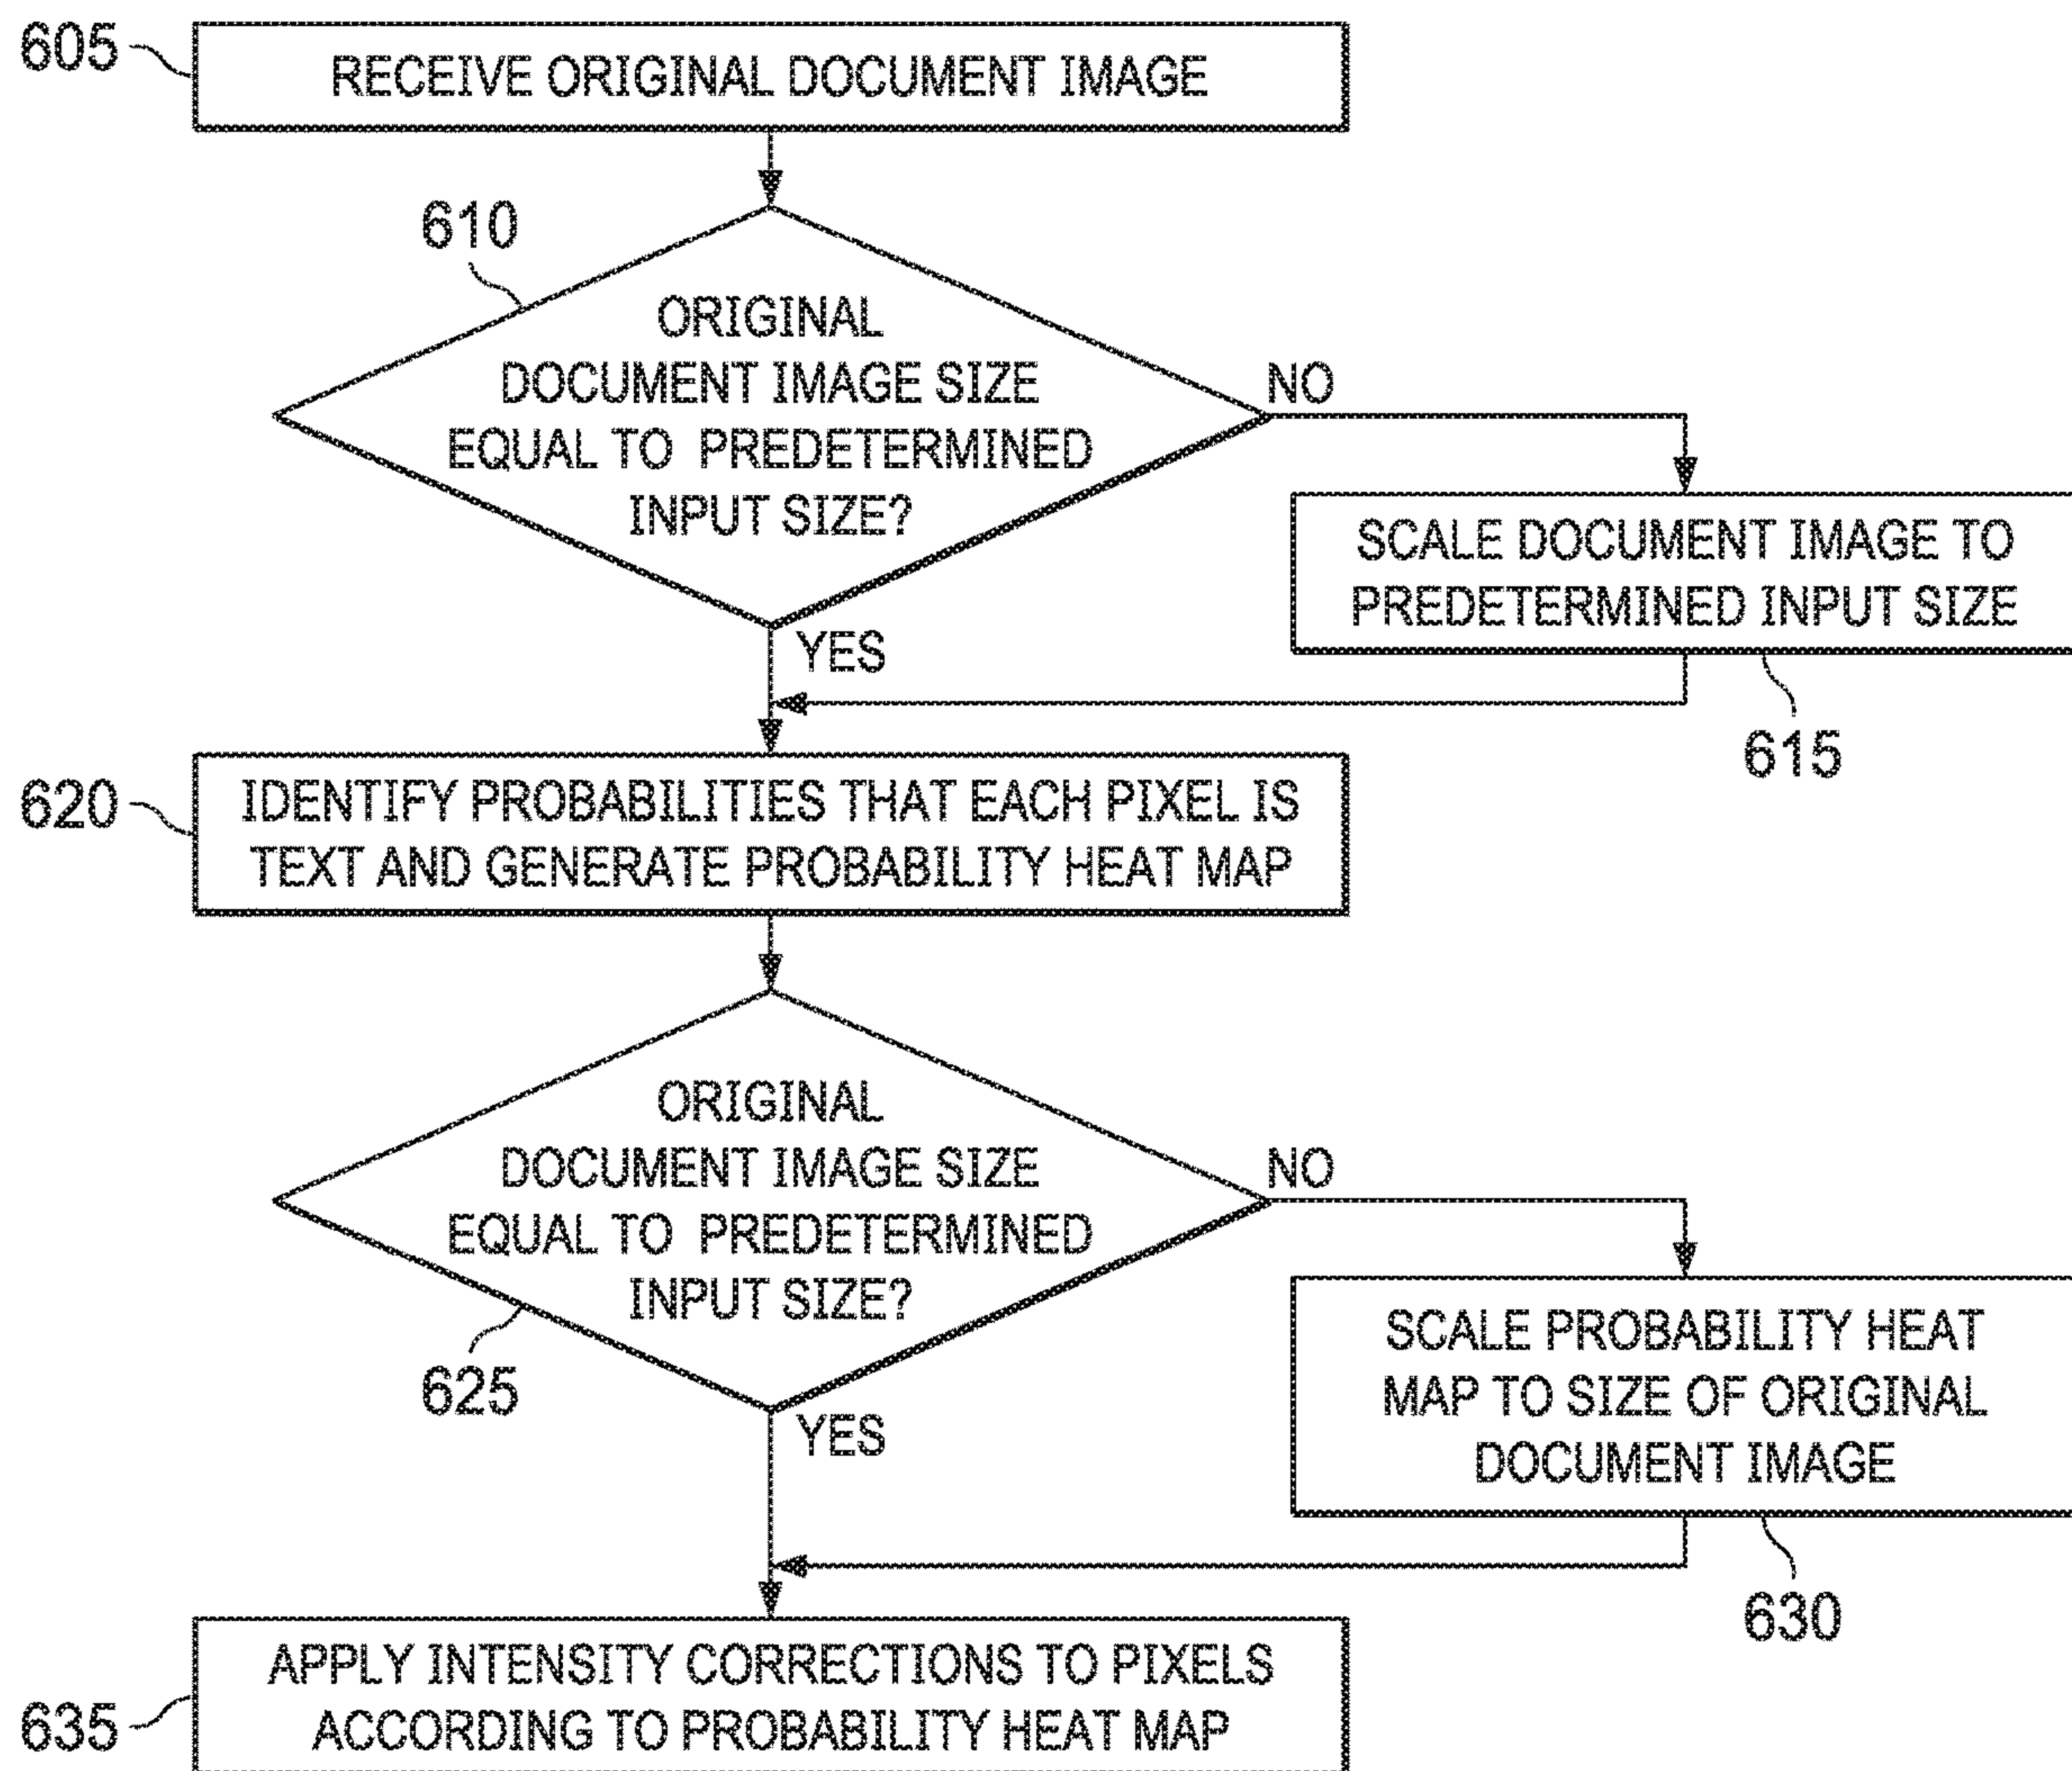 605
RECEIVE ORIGINAL DOCUMENT IMAGE
610
ORIGINAL
DOCUMENT IMAGE SIZE
EQUAL TO PREDETERMINED
INPUT SIZE?
NO
YES
SCALE DOCUMENT IMAGE TO
PREDETERMINED INPUT SIZE
615
620
IDENTIFY PROBABILITIES THAT EACH PIXEL IS
TEXT AND GENERATE PROBABILITY HEAT MAP
ORIGINAL
DOCUMENT IMAGE SIZE
EQUAL TO PREDETERMINED
INPUT SIZE?
625
NO
YES
SCALE PROBABILITY HEAT
MAP TO SIZE OF ORIGINAL
DOCUMENT IMAGE
630
635
APPLY INTENSITY CORRECTIONS TO PIXELS
ACCORDING TO PROBABILITY HEAT MAP